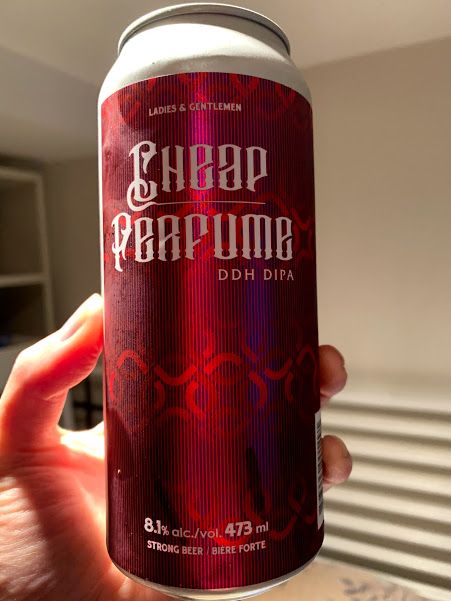 LADIES & GENTLEMEN
Cheap
Perfume
DDH DIPA
8.1% alc./vol. 473 ml
STRONG BEER / BIÈRE FORTE